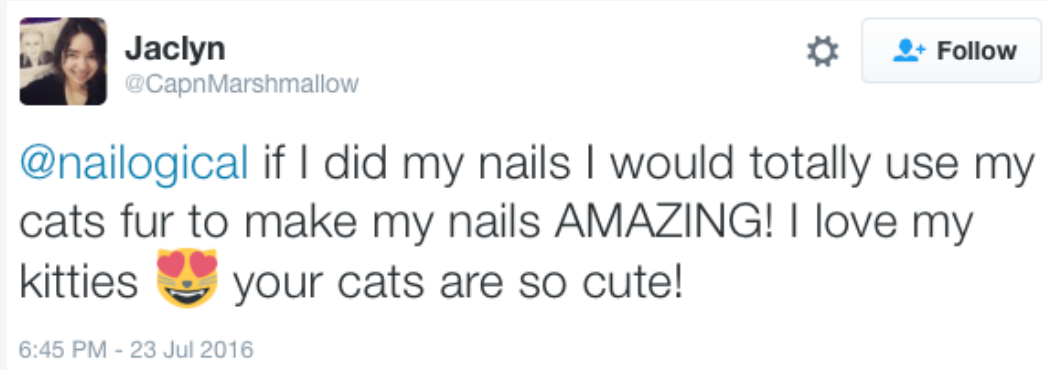 Jaclyn
Follow
@CapnMarshmallow
@nailogical if I did my nails I would totally use my
cats fur to make my nails AMAZING! I love my
kitties 😻 your cats are so cute!
6:45 PM - 23 Jul 2016